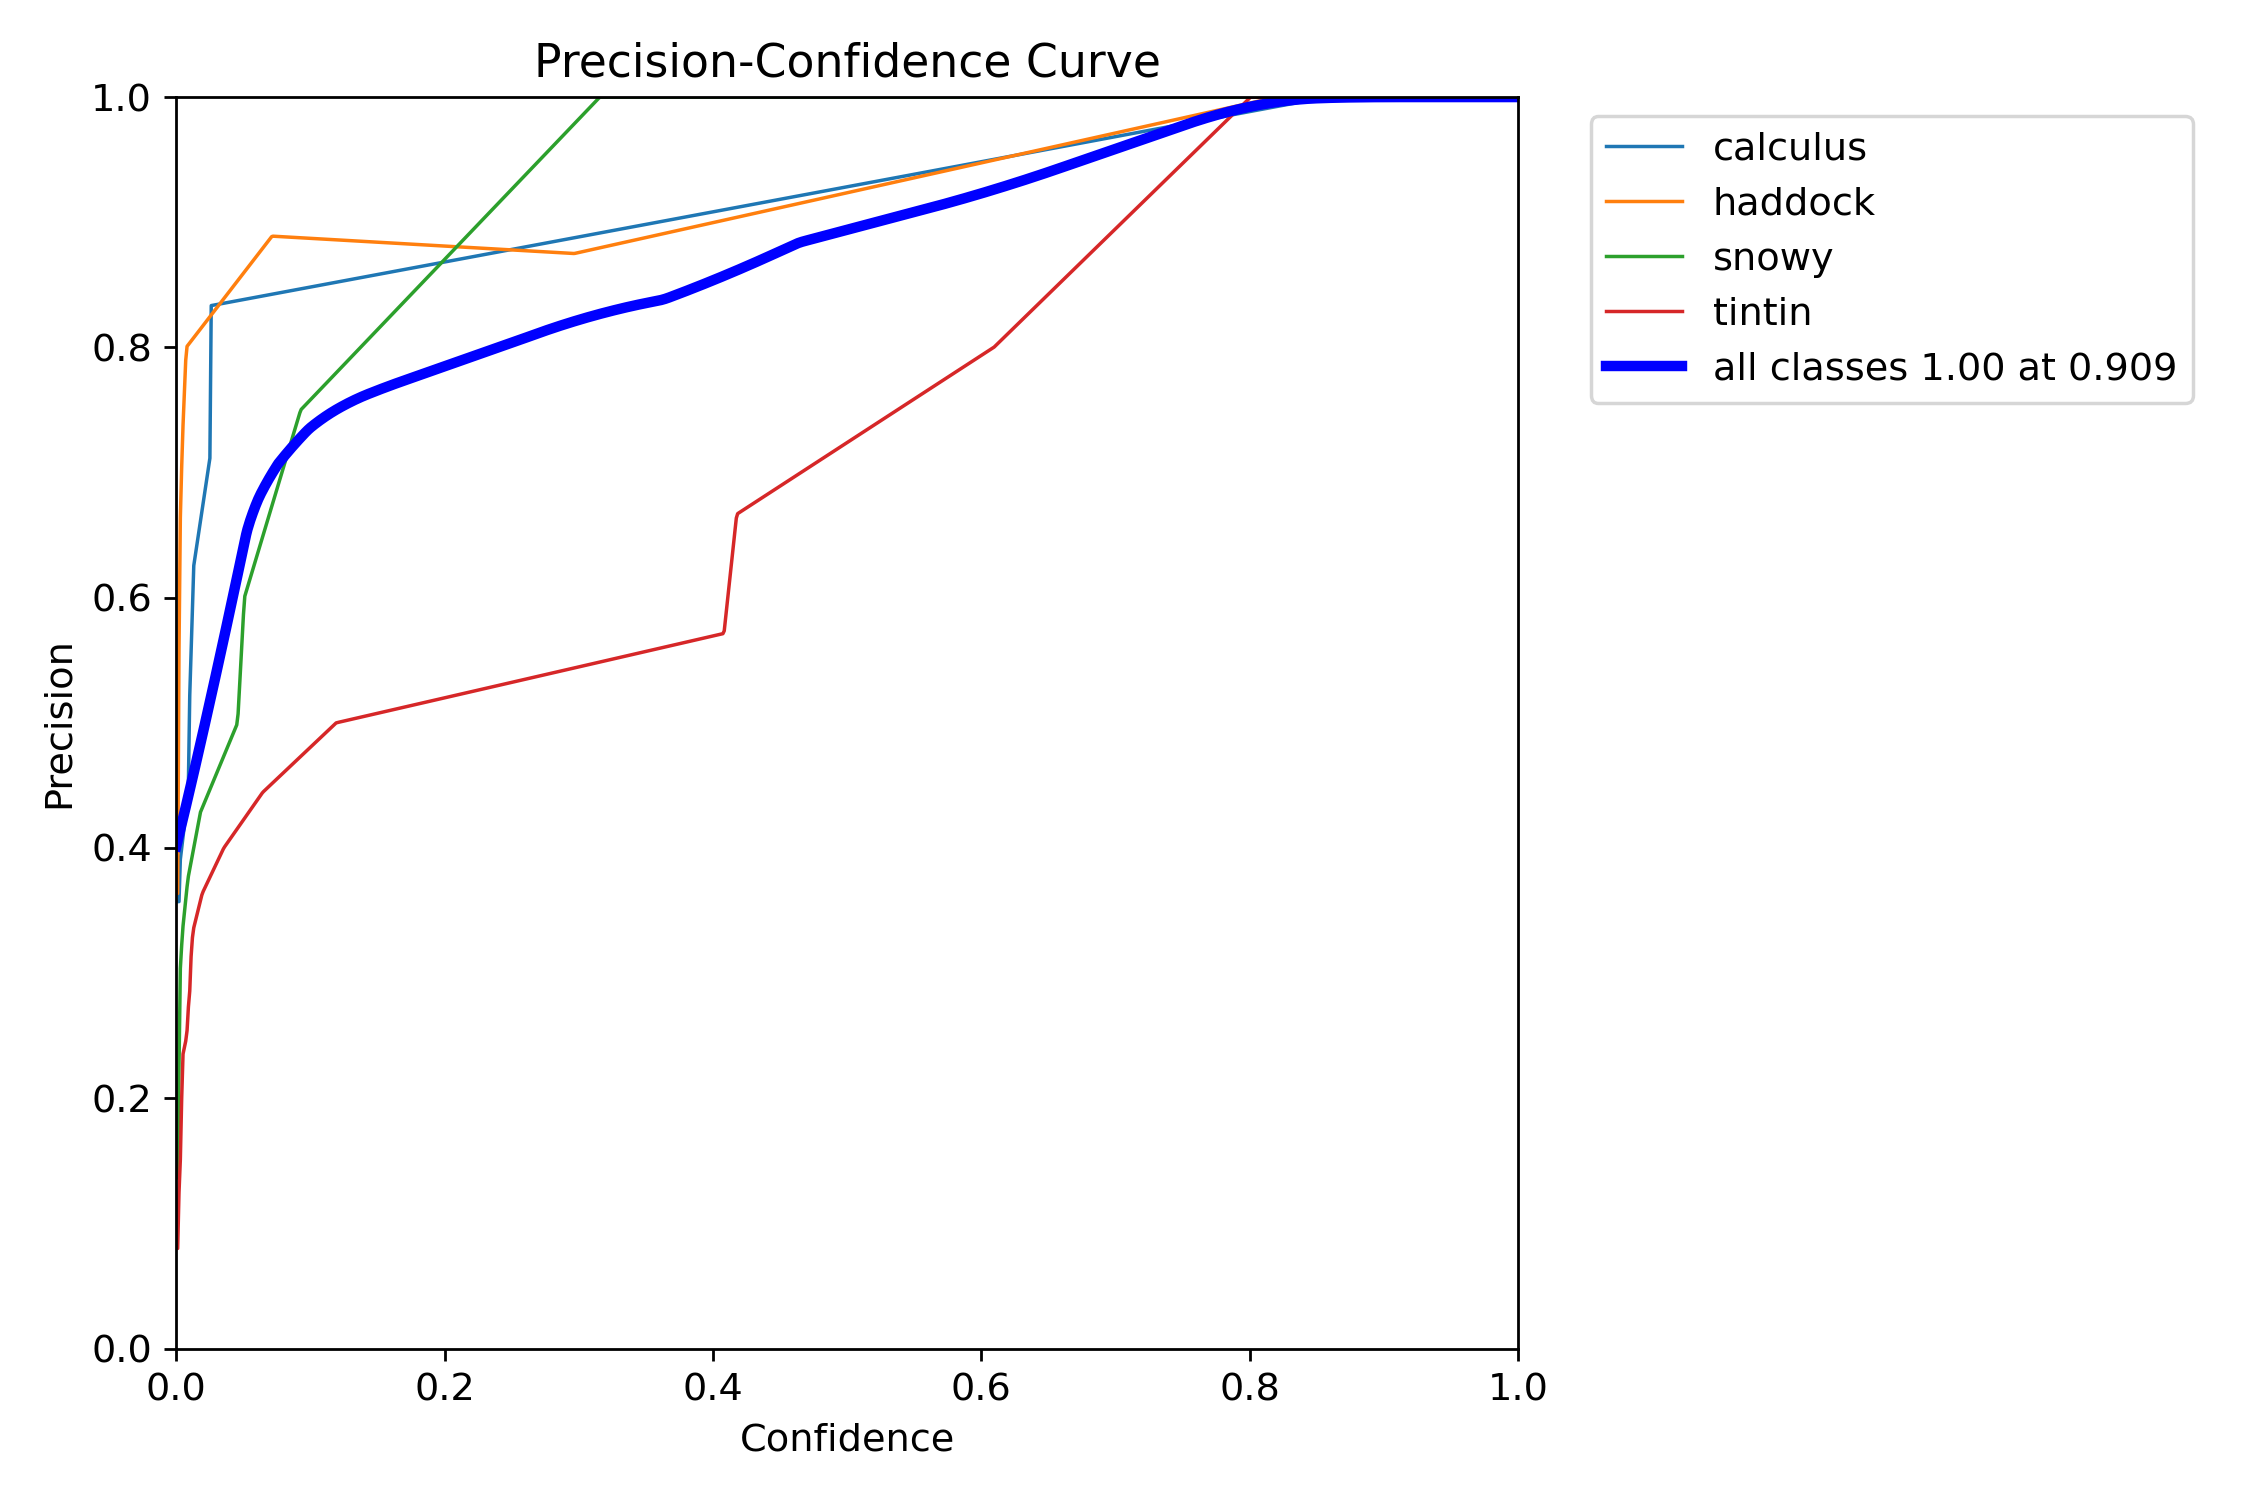 Precision-Confidence Curve
1.0
0.8
0.6
0.4
0.2
0.0
Precision
0.0 0.2 0.4 0.6 0.8 1.0
Confidence
calculus
haddock
snowy
tintin
all classes 1.00 at 0.909